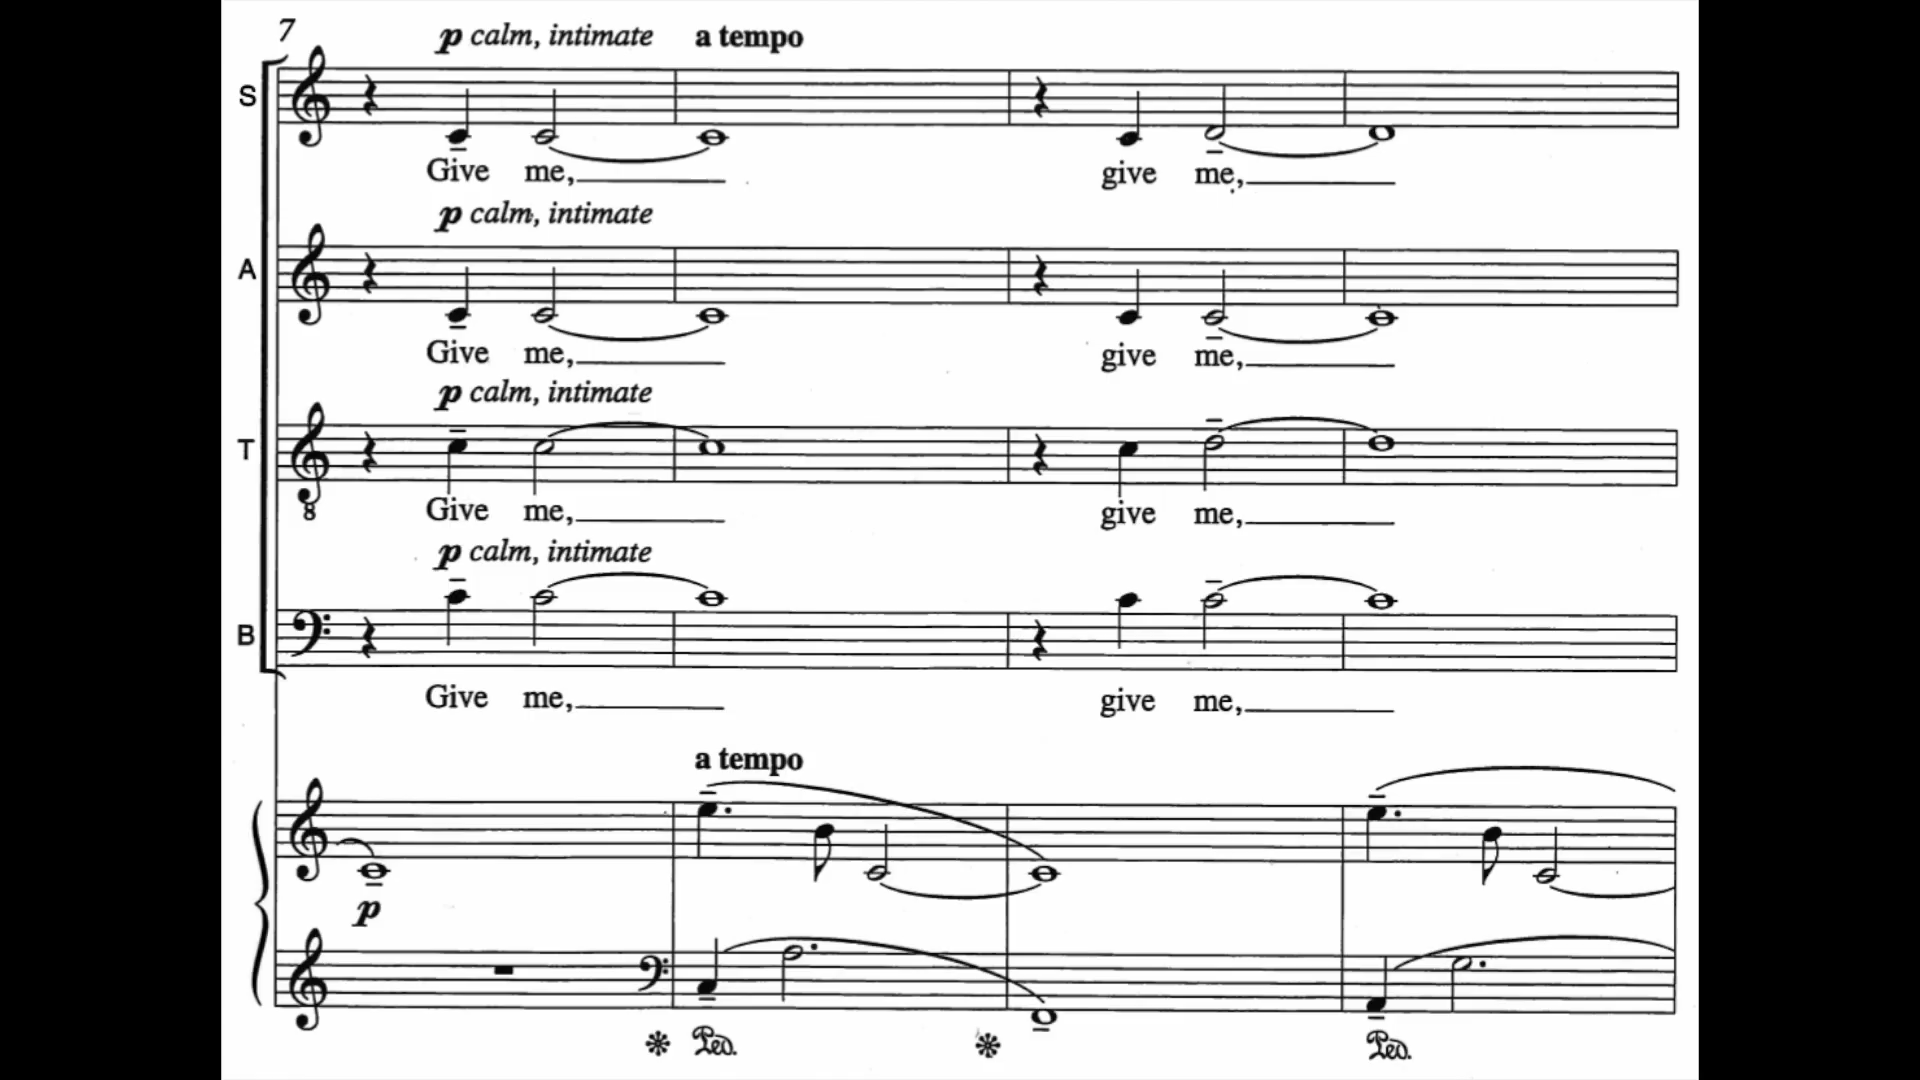 7
p calm, intimate a tempo
S
Give me, give me,
p calm, intimate
A
Give me, give me,
p calm, intimate
T
8
Give me, give me,
p calm, intimate
B
Give me, give me,
a tempo
p
Ped. Ped.